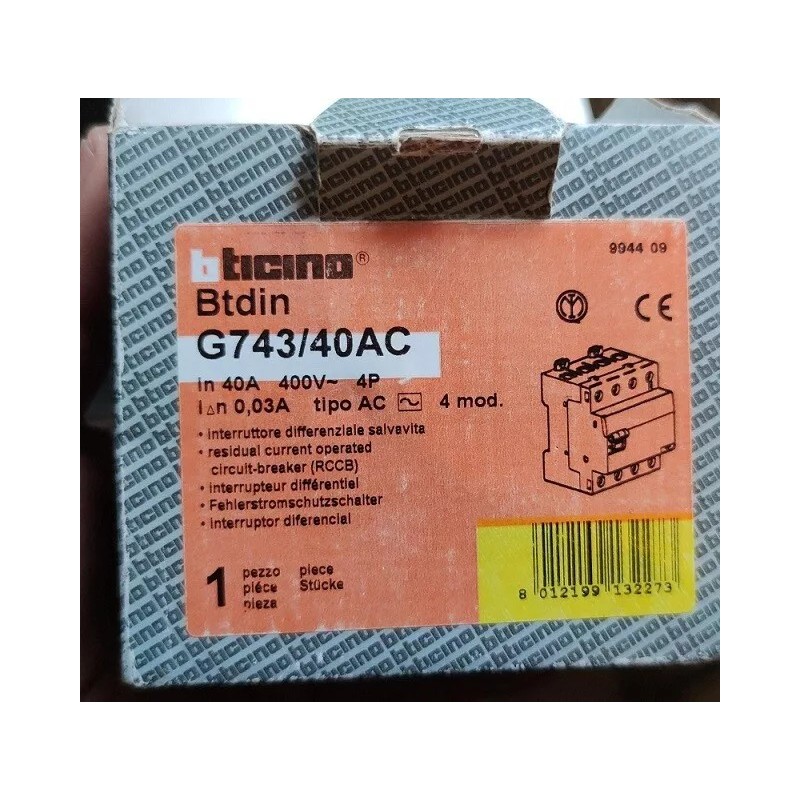 bticino®
9944 09
Btdin
G743/40AC
In 40A 400V~ 4P
I△n 0,03A tipo AC 4 mod.
• interruttore differenziale salvavita
• residual current operated
circuit-breaker (RCCB)
• interrupteur différentiel
• Fehlerstromschutzschalter
• interruptor diferencial
1 pezzo piece
piéce Stücke
pieza
8 012199 132273